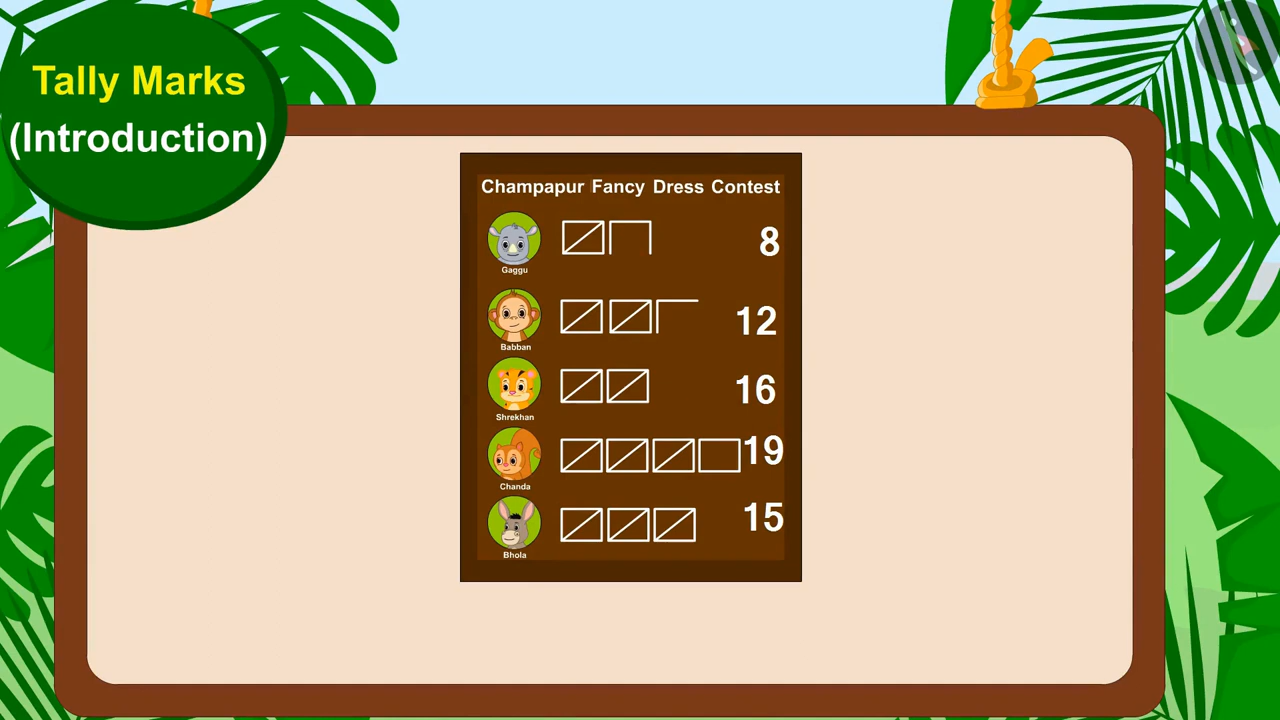 Tally Marks
(Introduction)
Champapur Fancy Dress Contest
Gaggu 8
Babban 12
Shrekhan 16
Chanda 19
Bhola 15